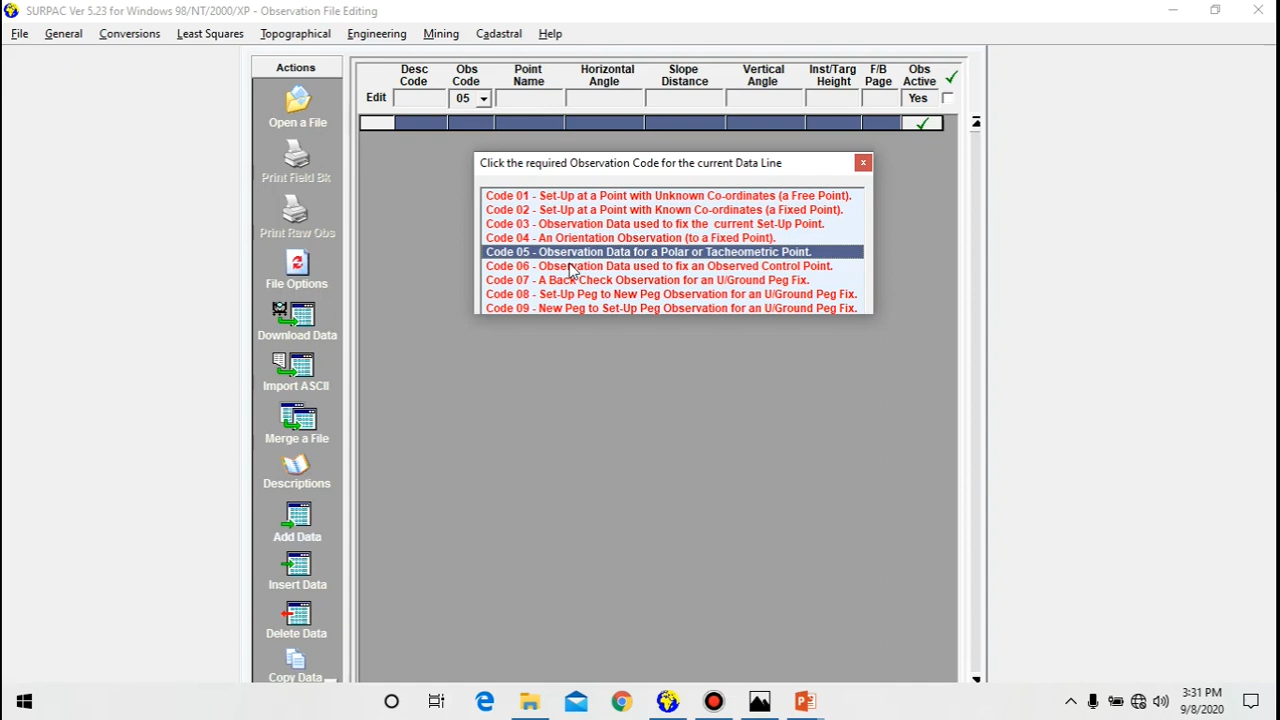 SURPAC Ver 5.23 for Windows 98/NT/2000/XP - Observation File Editing
File General Conversions Least Squares Topographical Engineering Mining Cadastral Help
Actions
Desc Code
Obs Code
Point Name
Horizontal Angle
Slope Distance
Vertical Angle
Inst/Targ Height
F/B Page
Obs Active
Edit 05 Yes
Open a File
Print Field Bk
Print Raw Obs
File Options
Download Data
Import ASCII
Merge a File
Descriptions
Add Data
Insert Data
Delete Data
Copy Data
Click the required Observation Code for the current Data Line
Code 01 - Set-Up at a Point with Unknown Co-ordinates (a Free Point).
Code 02 - Set-Up at a Point with Known Co-ordinates (a Fixed Point).
Code 03 - Observation Data used to fix the current Set-Up Point.
Code 04 - An Orientation Observation (to a Fixed Point).
Code 05 - Observation Data for a Polar or Tacheometric Point.
Code 06 - Observation Data used to fix an Observed Control Point.
Code 07 - A Back Check Observation for an U/Ground Peg Fix.
Code 08 - Set-Up Peg to New Peg Observation for an U/Ground Peg Fix.
Code 09 - New Peg to Set-Up Peg Observation for an U/Ground Peg Fix.
3:31 PM
9/8/2020